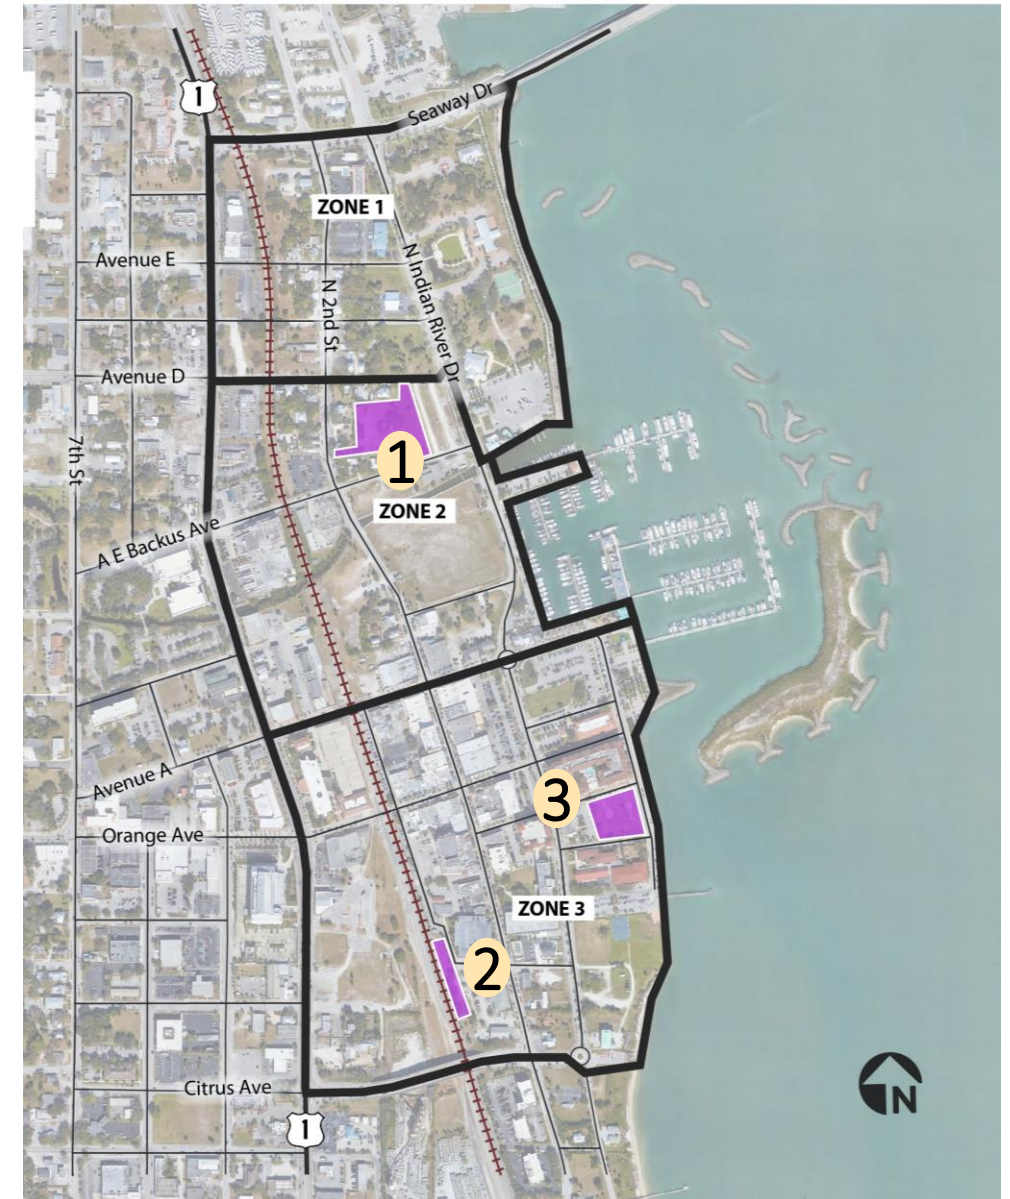 1
Seaway Dr
ZONE 1
Avenue E
N Indian River Dr
N 2nd St
Avenue D
7th St
1
ZONE 2
A E Backus Ave
Avenue A
3
Orange Ave
ZONE 3
2
Citrus Ave
N
1